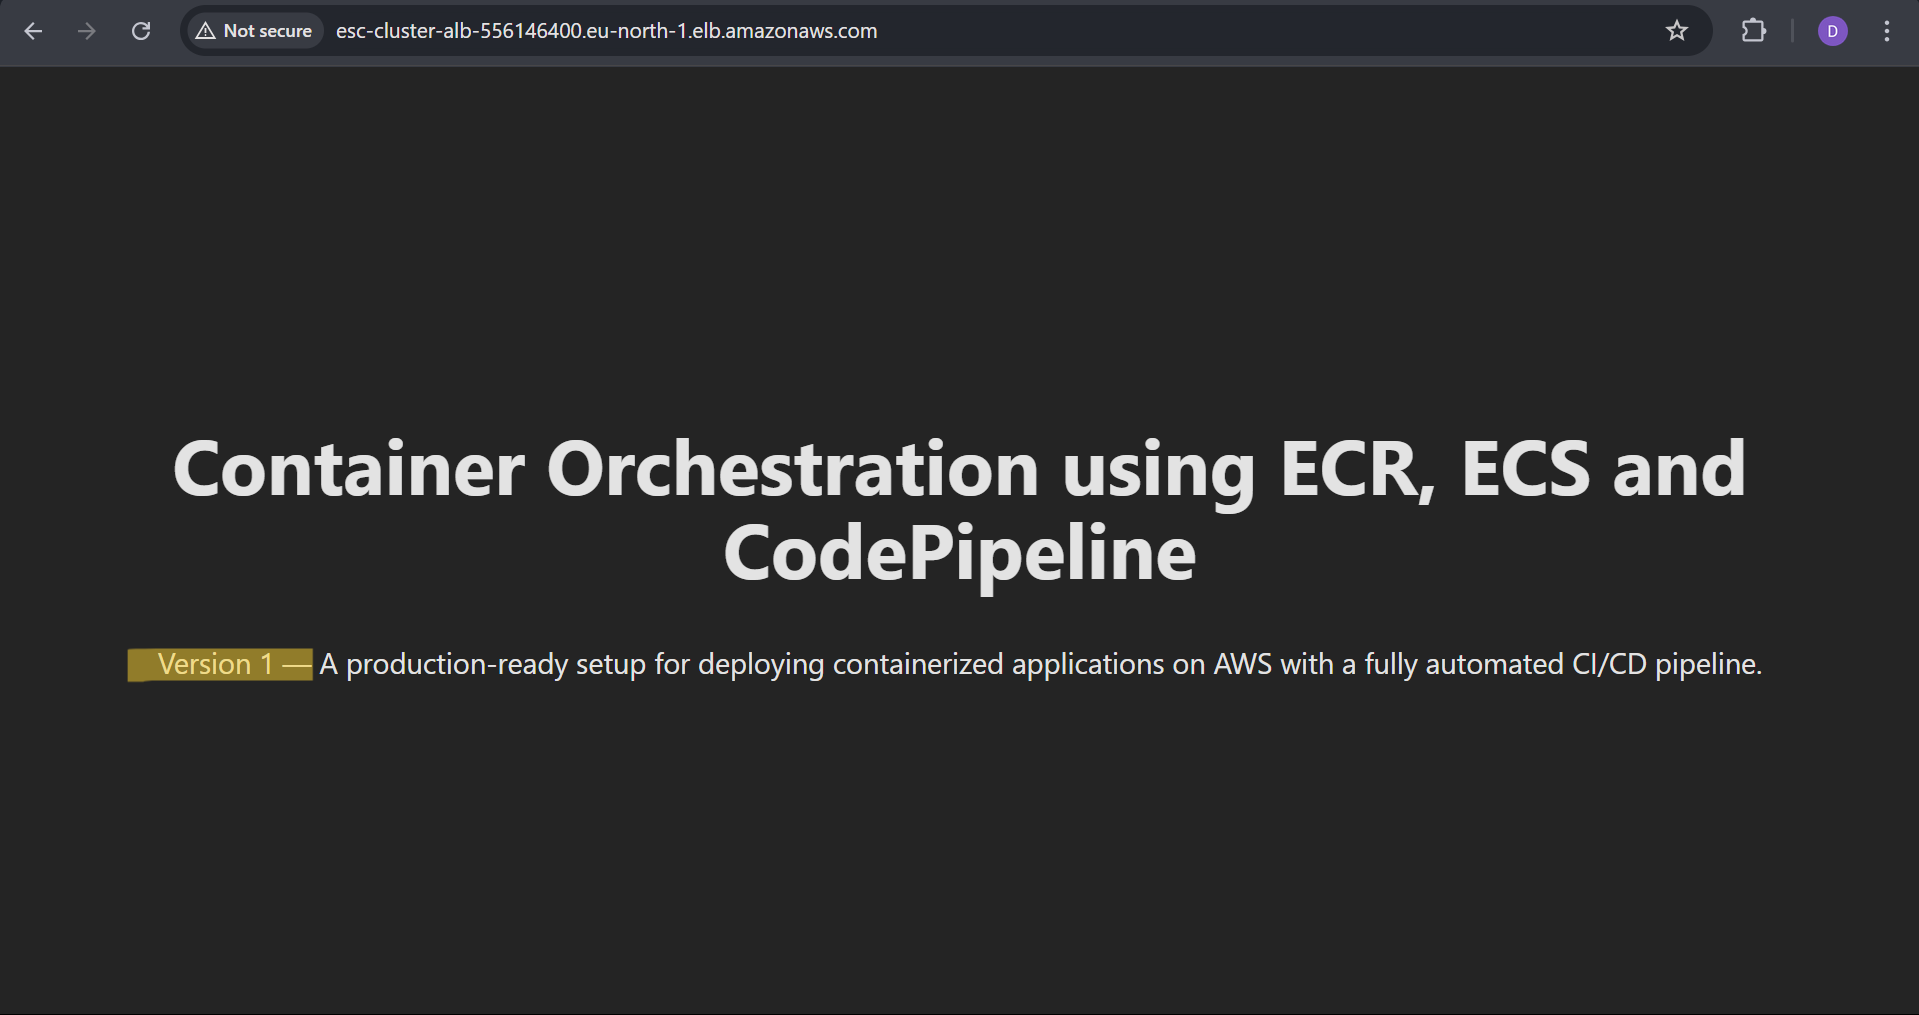 Not secure esc-cluster-alb-556146400.eu-north-1.elb.amazonaws.com D
Container Orchestration using ECR, ECS and
CodePipeline
Version 1 — A production-ready setup for deploying containerized applications on AWS with a fully automated CI/CD pipeline.